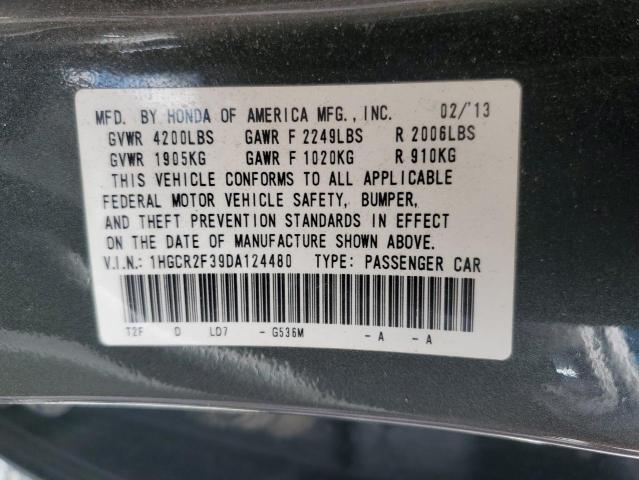 MFD. BY HONDA OF AMERICA MFG., INC. 02/'13
GVWR 4200LBS GAWR F 2249LBS R 2006LBS
GVWR 1905KG GAWR F 1020KG R 910KG
THIS VEHICLE CONFORMS TO ALL APPLICABLE
FEDERAL MOTOR VEHICLE SAFETY, BUMPER,
AND THEFT PREVENTION STANDARDS IN EFFECT
ON THE DATE OF MANUFACTURE SHOWN ABOVE.
V.I.N.: 1HGCR2F39DA124480 TYPE: PASSENGER CAR
T2F D LD7 - G536M - A - A